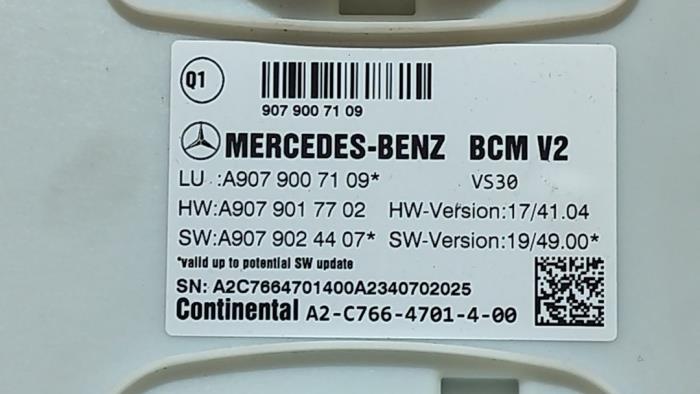 Q1
907 900 7109
MERCEDES-BENZ BCM V2
LU :A907 900 71 09* VS30
HW:A907 901 77 02 HW-Version:17/41.04
SW:A907 902 44 07* SW-Version:19/49.00*
*valid up to potential SW update
SN: A2C7664701400A2340702025
Continental A2-C766-4701-4-00